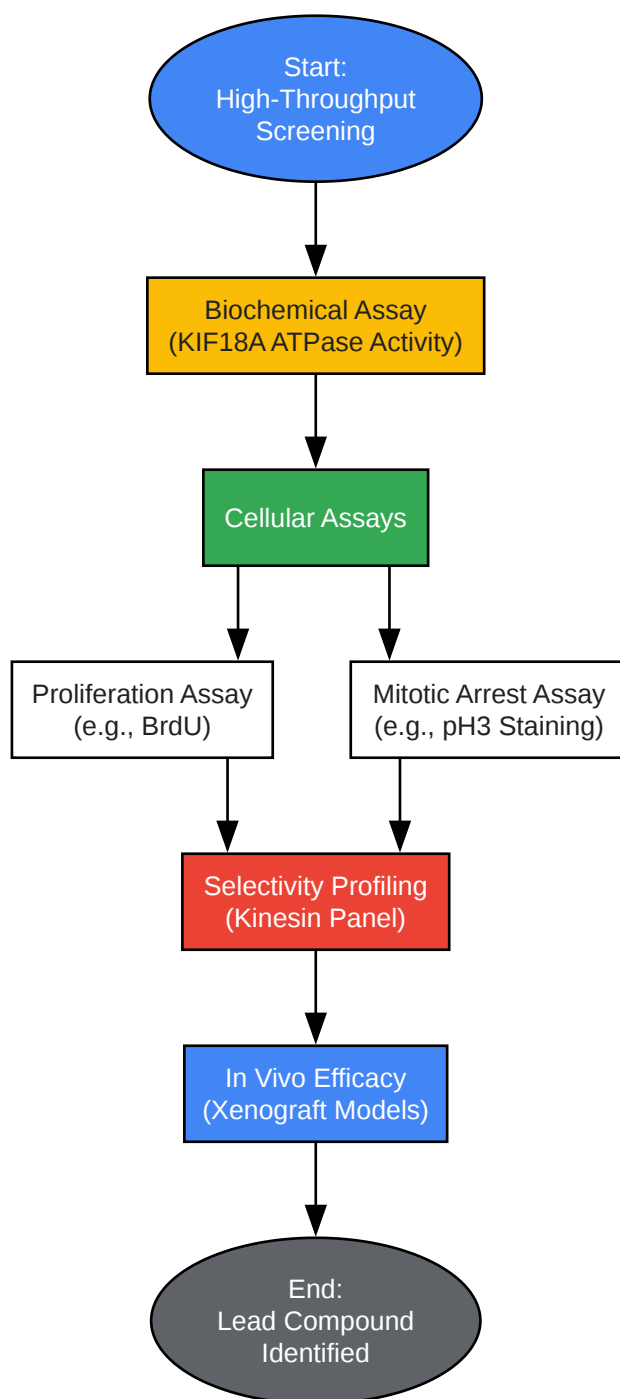 Start:
High-Throughput
Screening
Biochemical Assay
(KIF18A ATPase Activity)
Cellular Assays
Proliferation Assay
(e.g., BrdU)
Mitotic Arrest Assay
(e.g., pH3 Staining)
Selectivity Profiling
(Kinesin Panel)
In Vivo Efficacy
(Xenograft Models)
End:
Lead Compound
Identified